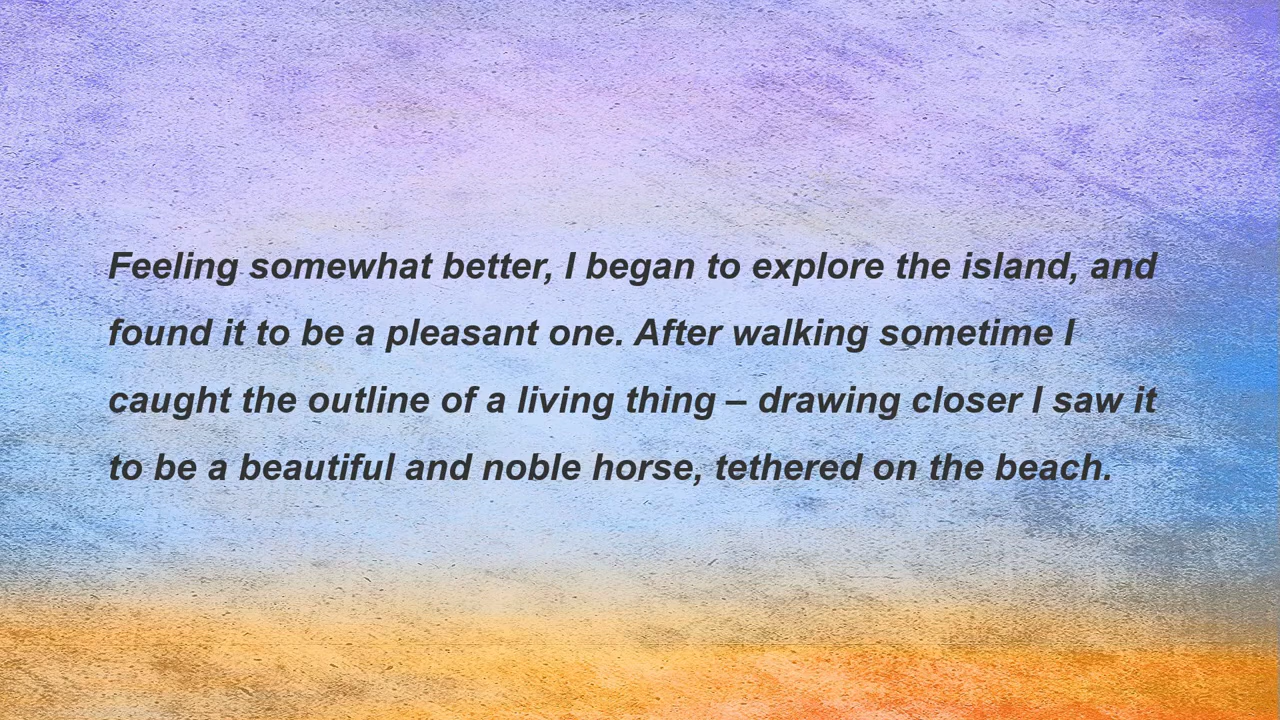 Feeling somewhat better, I began to explore the island, and
found it to be a pleasant one. After walking sometime I
caught the outline of a living thing – drawing closer I saw it
to be a beautiful and noble horse, tethered on the beach.